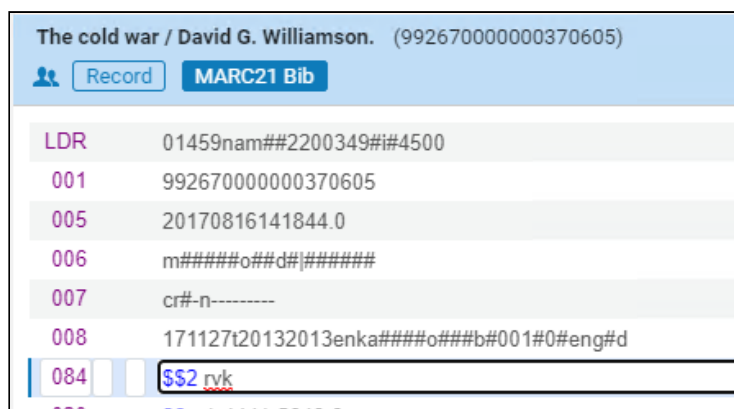 The cold war / David G. Williamson. (992670000000370605)
Record MARC21 Bib
LDR 01459nam##2200349#i#4500
001 992670000000370605
005 20170816141844.0
006 m#####o##d#|######
007 cr#-n---------
008 171127t20132013enka####o###b#001#0#eng#d
084 $$2 rvk